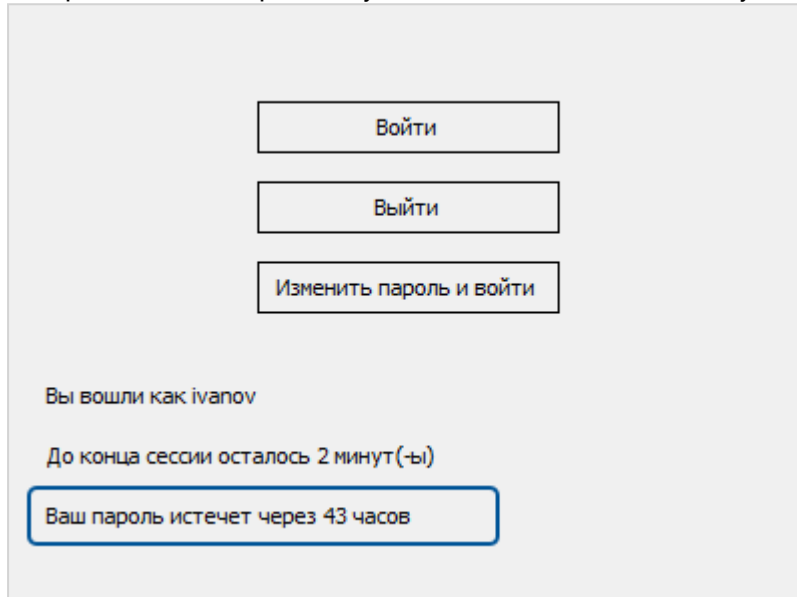 Войти
Выйти
Изменить пароль и войти
Вы вошли как ivanov
До конца сессии осталось 2 минут(-ы)
Ваш пароль истечет через 43 часов